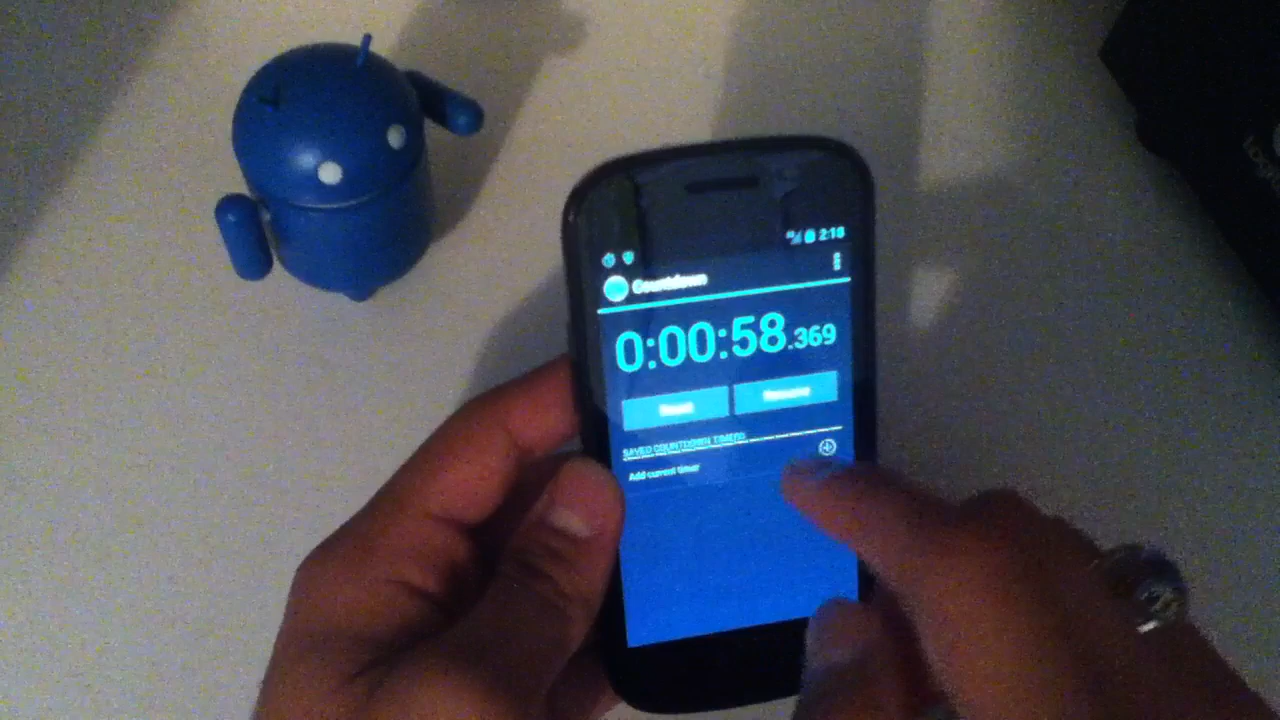 2:18
Countdown
0:00:58.369
Reset Resume
SAVED COUNTDOWN TIMERS
Add current timer